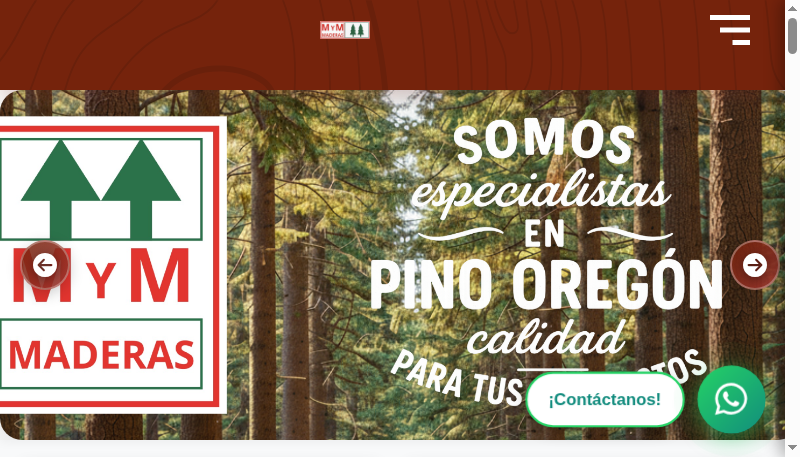 M Y M
MADERAS
M Y M
MADERAS
SOMOS
especialistas
EN
PINO OREGÓN
calidad
PARA TUS
¡Contáctanos!